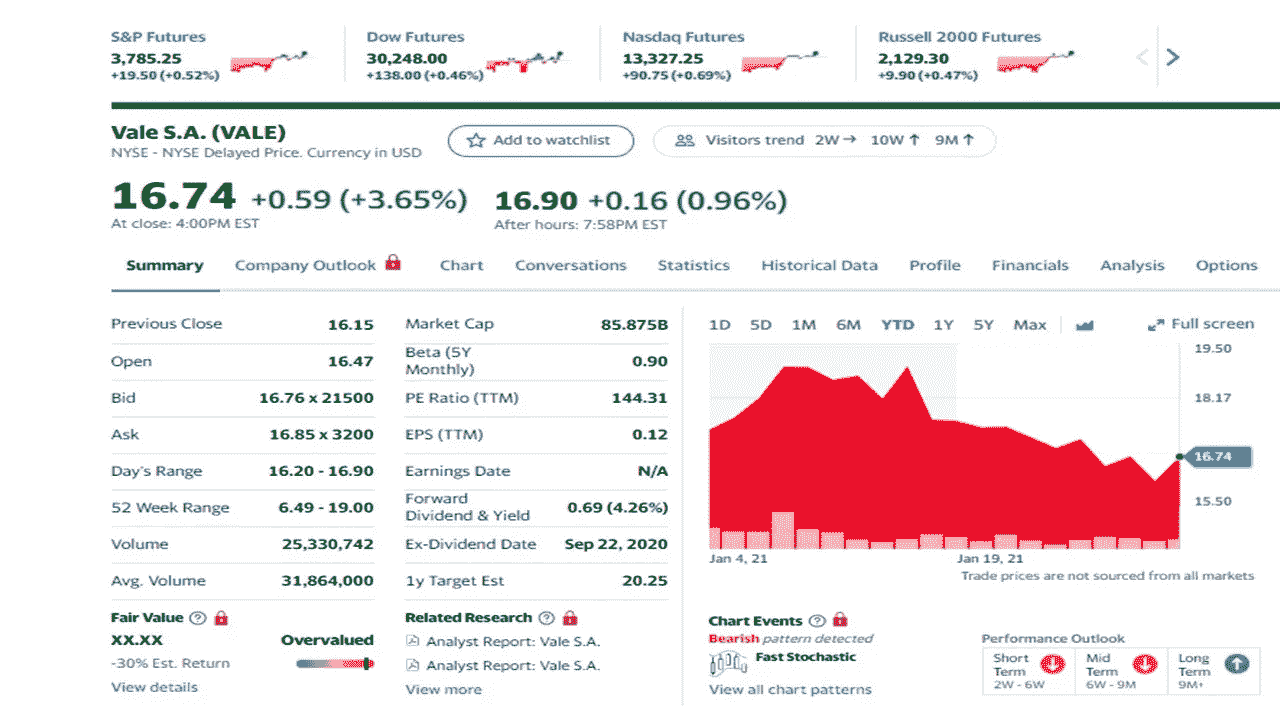 S&P Futures
3,785.25
+19.50 (+0.52%)
Dow Futures
30,248.00
+138.00 (+0.46%)
Nasdaq Futures
13,327.25
+90.75 (+0.69%)
Russell 2000 Futures
2,129.30
+9.90 (+0.47%)
Vale S.A. (VALE)
NYSE - NYSE Delayed Price. Currency in USD
Add to watchlist
Visitors trend 2W→ 10W↑ 9M↑
16.74 +0.59 (+3.65%)
At close: 4:00PM EST
16.90 +0.16 (0.96%)
After hours: 7:58PM EST
Summary Company Outlook Chart Conversations Statistics Historical Data Profile Financials Analysis Options
Previous Close 16.15
Open 16.47
Bid 16.76 x 21500
Ask 16.85 x 3200
Day's Range 16.20 - 16.90
52 Week Range 6.49 - 19.00
Volume 25,330,742
Avg. Volume 31,864,000
Market Cap 85.875B
Beta (5Y
Monthly) 0.90
PE Ratio (TTM) 144.31
EPS (TTM) 0.12
Earnings Date N/A
Forward
Dividend & Yield 0.69 (4.26%)
Ex-Dividend Date Sep 22, 2020
1y Target Est 20.25
1D 5D 1M 6M YTD 1Y 5Y Max Full screen
19.50
18.17
16.74
15.50
Jan 4, 21 Jan 19, 21
Trade prices are not sourced from all markets
Fair Value
XX.XX Overvalued
-30% Est. Return
View details
Related Research
Analyst Report: Vale S.A.
Analyst Report: Vale S.A.
View more
Chart Events
Bearish pattern detected
Fast Stochastic
View all chart patterns
Performance Outlook
Short
Term
2W - 6W
Mid
Term
6W - 9M
Long
Term
9M+